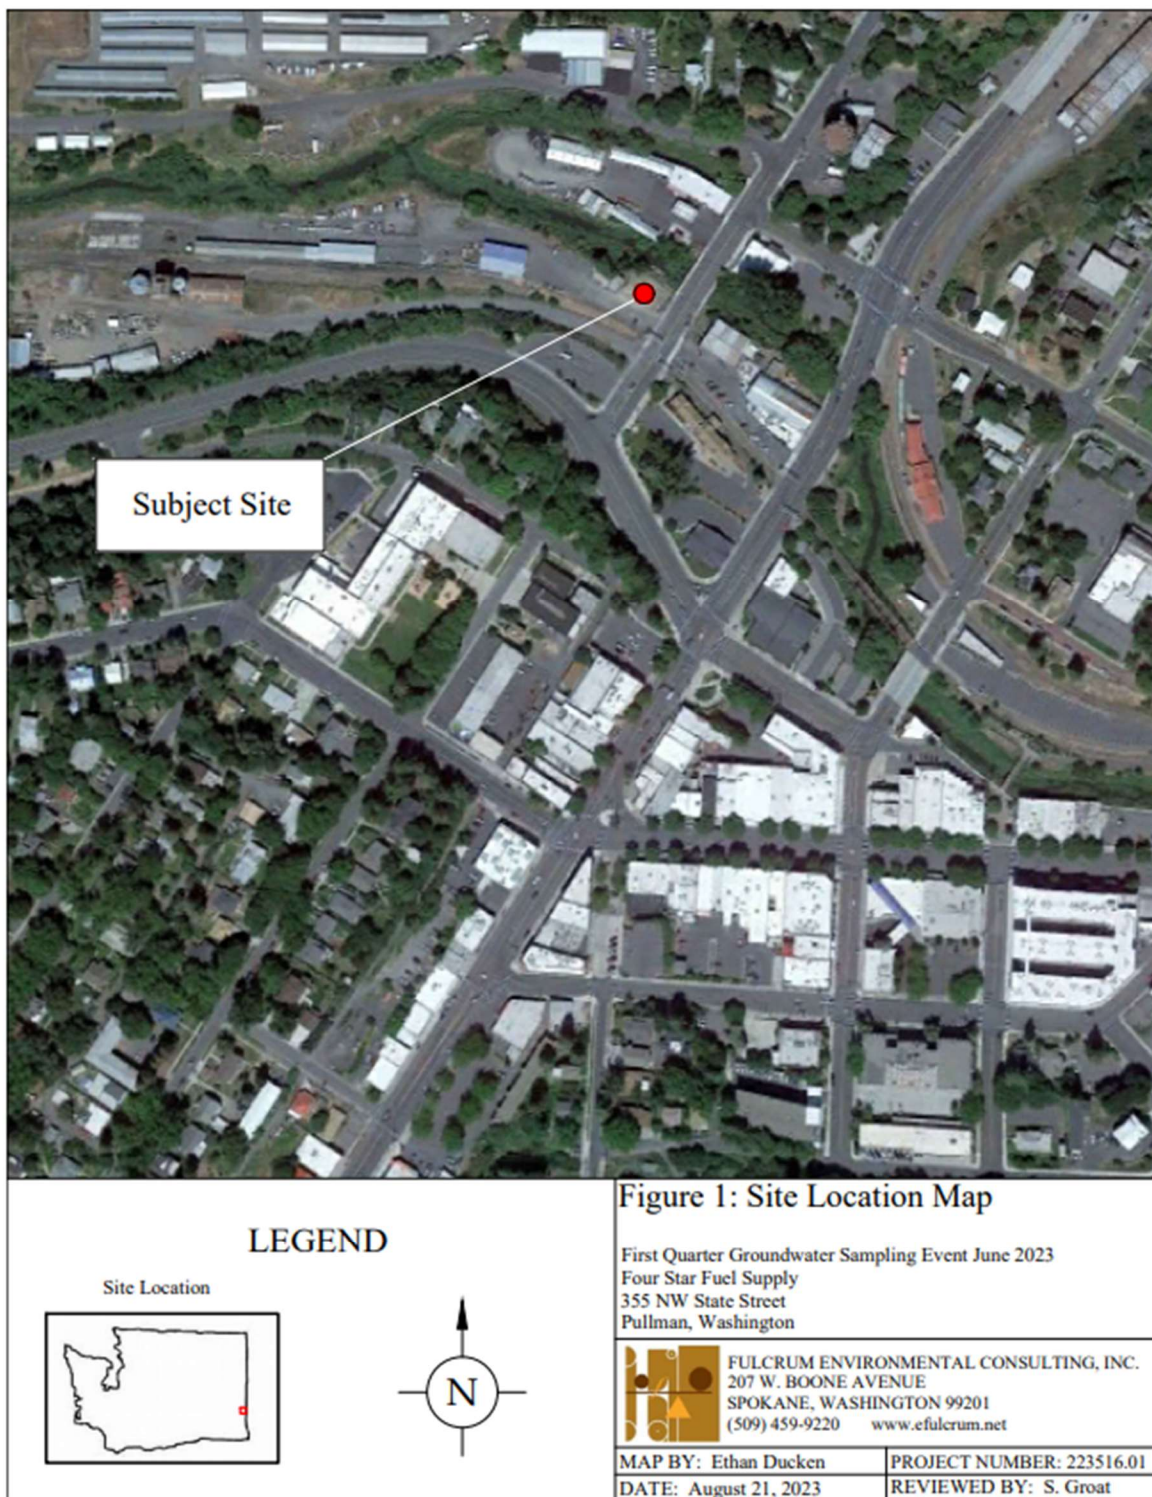 Subject Site
LEGEND
Site Location
N
Figure 1: Site Location Map
First Quarter Groundwater Sampling Event June 2023
Four Star Fuel Supply
355 NW State Street
Pullman, Washington
FULCRUM ENVIRONMENTAL CONSULTING, INC.
207 W. BOONE AVENUE
SPOKANE, WASHINGTON 99201
(509) 459-9220 www.efulcrum.net
MAP BY: Ethan Ducken
PROJECT NUMBER: 223516.01
DATE: August 21, 2023
REVIEWED BY: S. Groat